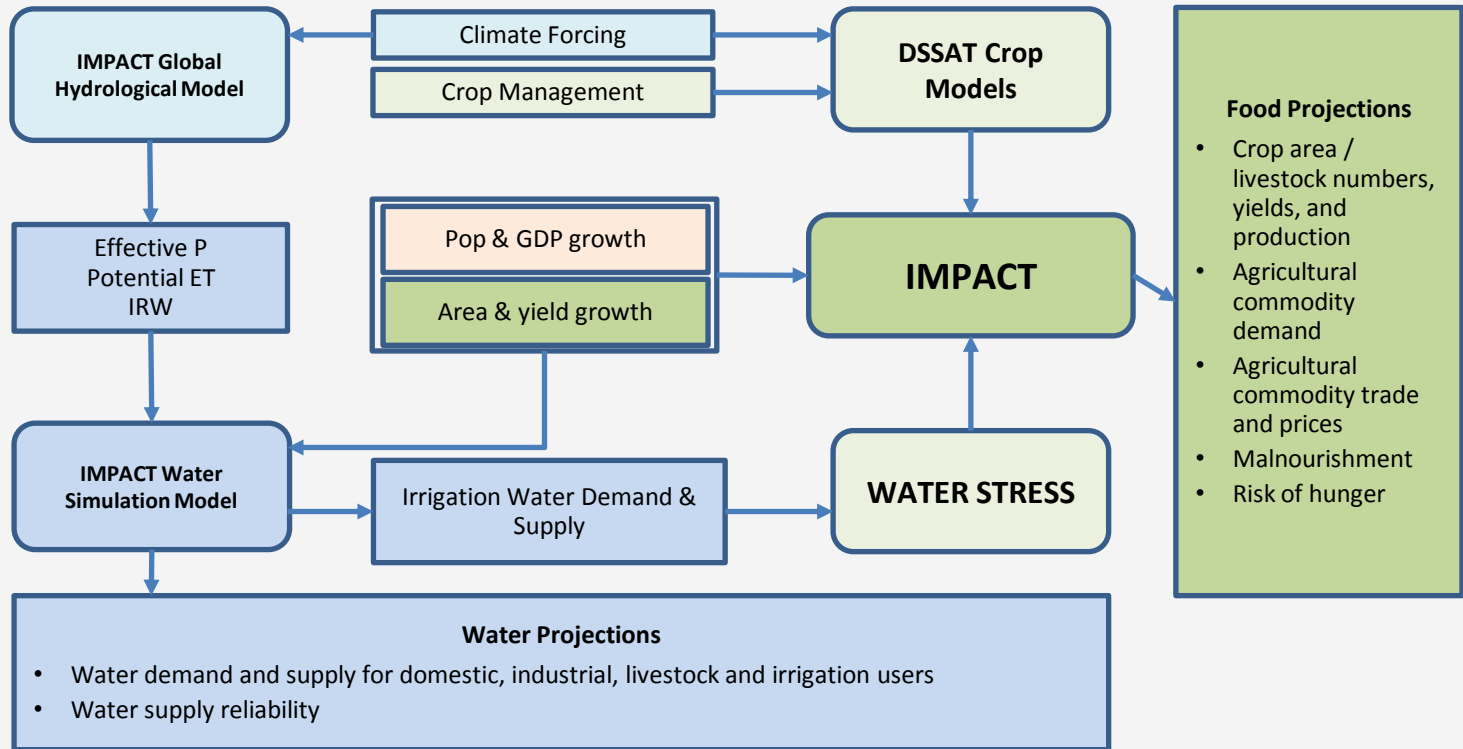 IMPACT Global
Hydrological Model
Climate Forcing
Crop Management
DSSAT Crop
Models
Effective P
Potential ET
IRW
Pop & GDP growth
Area & yield growth
IMPACT
IMPACT Water
Simulation Model
Irrigation Water Demand &
Supply
WATER STRESS
Food Projections
• Crop area /
livestock numbers,
yields, and
production
• Agricultural
commodity
demand
• Agricultural
commodity trade
and prices
• Malnourishment
• Risk of hunger
Water Projections
• Water demand and supply for domestic, industrial, livestock and irrigation users
• Water supply reliability